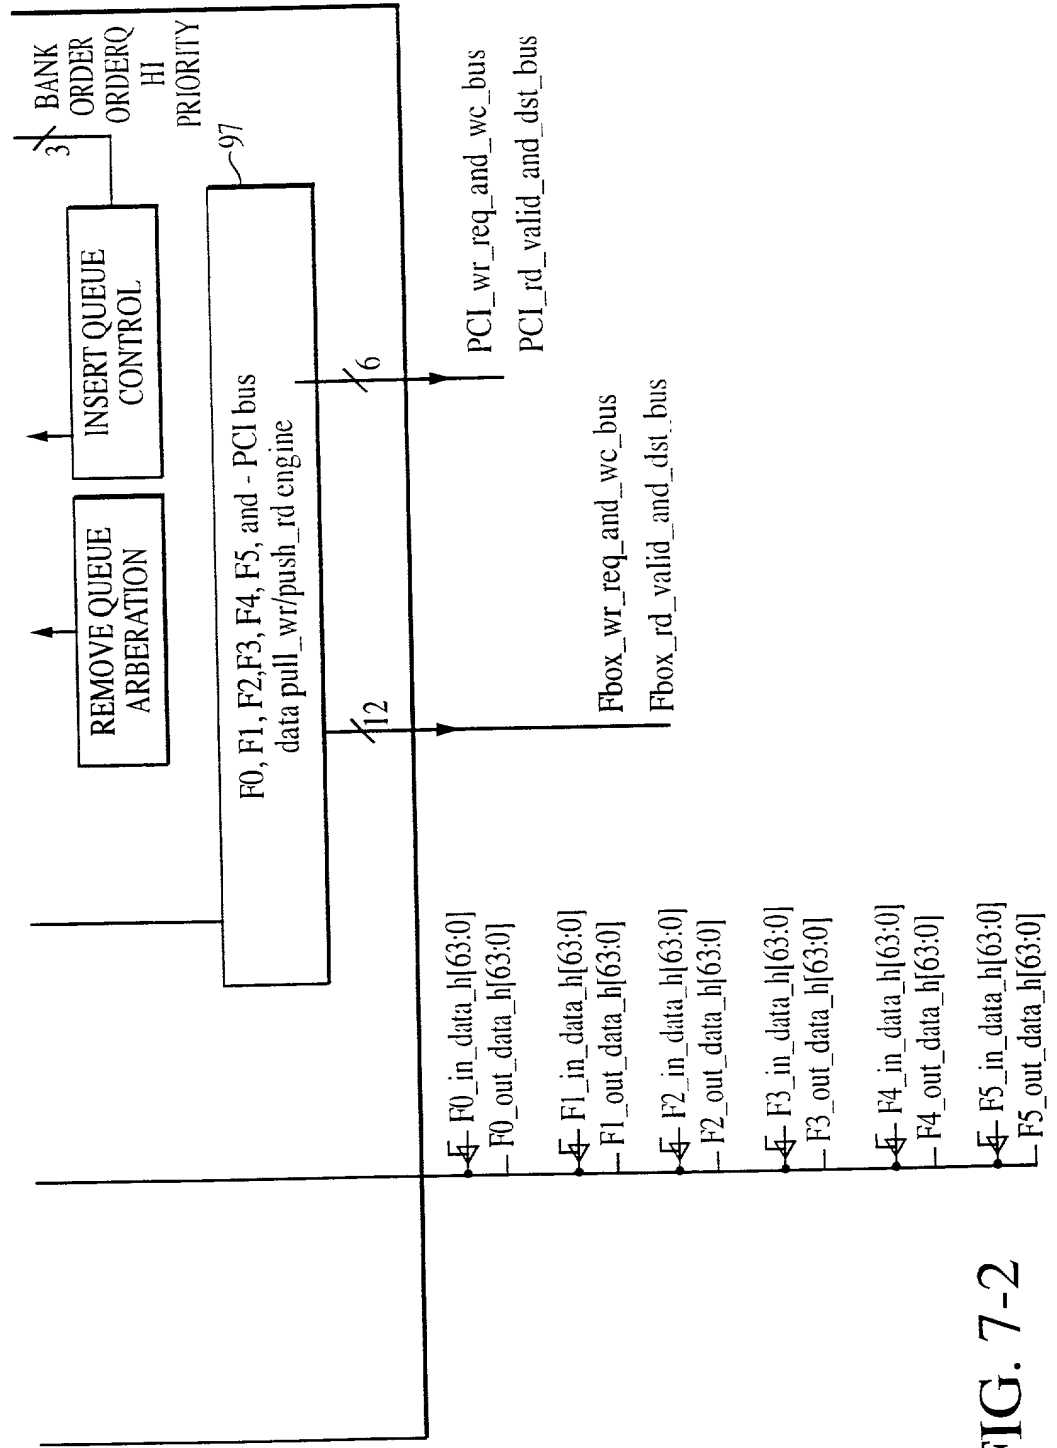 BANK
ORDER
ORDERQ
HI
PRIORITY
3
REMOVE QUEUE
ARBERATION
INSERT QUEUE
CONTROL
97
F0, F1, F2,F3, F4, F5, and - PCI bus
data pull_wr/push_rd engine
12
6
PCI_wr_req_and_wc_bus
PCI_rd_valid_and_dst_bus
Fbox_wr_req_and_wc_bus
Fbox_rd_valid_and_dst_bus
F0_in_data_h[63:0]
F0_out_data_h[63:0]
F1_in_data_h[63:0]
F1_out_data_h[63:0]
F2_in_data_h[63:0]
F2_out_data_h[63:0]
F3_in_data_h[63:0]
F3_out_data_h[63:0]
F4_in_data_h[63:0]
F4_out_data_h[63:0]
F5_in_data_h[63:0]
F5_out_data_h[63:0]
FIG. 7-2